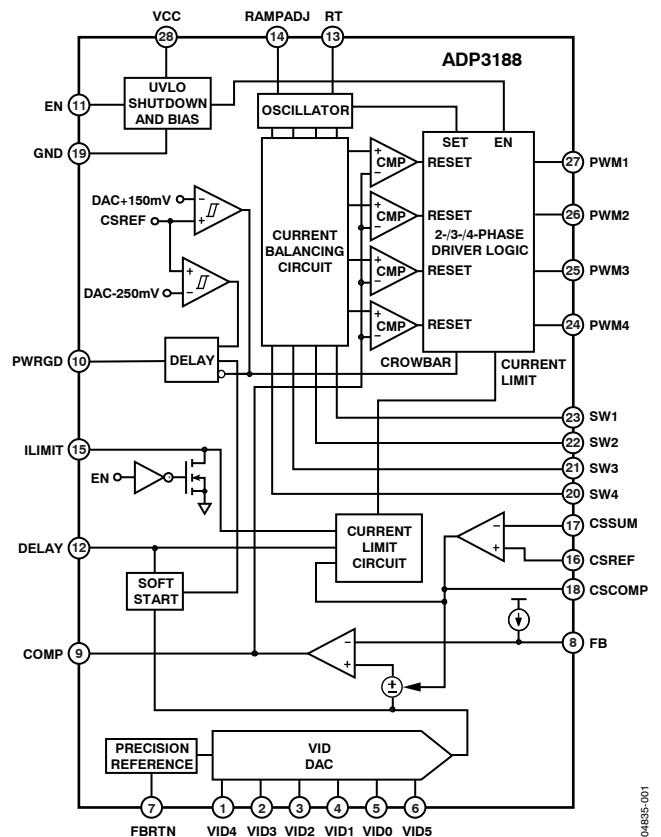 VCC
RAMPADJ
RT
28
14
13
ADP3188
UVLO
SHUTDOWN
AND BIAS
EN
11
OSCILLATOR
SET
EN
GND
19
CMP
RESET
27
PWM1
DAC+150mV
CSREF
CURRENT
BALANCING
CIRCUIT
CMP
RESET
2-/3-/4-PHASE
DRIVER LOGIC
26
PWM2
CMP
RESET
25
PWM3
DAC-250mV
CMP
RESET
24
PWM4
PWRGD
10
DELAY
CROWBAR
CURRENT
LIMIT
23
SW1
22
SW2
21
SW3
20
SW4
ILIMIT
15
EN
DELAY
12
CURRENT
LIMIT
CIRCUIT
17
CSSUM
16
CSREF
18
CSCOMP
SOFT
START
COMP
9
8
FB
PRECISION
REFERENCE
VID
DAC
7
1
2
3
4
5
6
FBRTN
VID4
VID3
VID2
VID1
VID0
VID5
04835-001